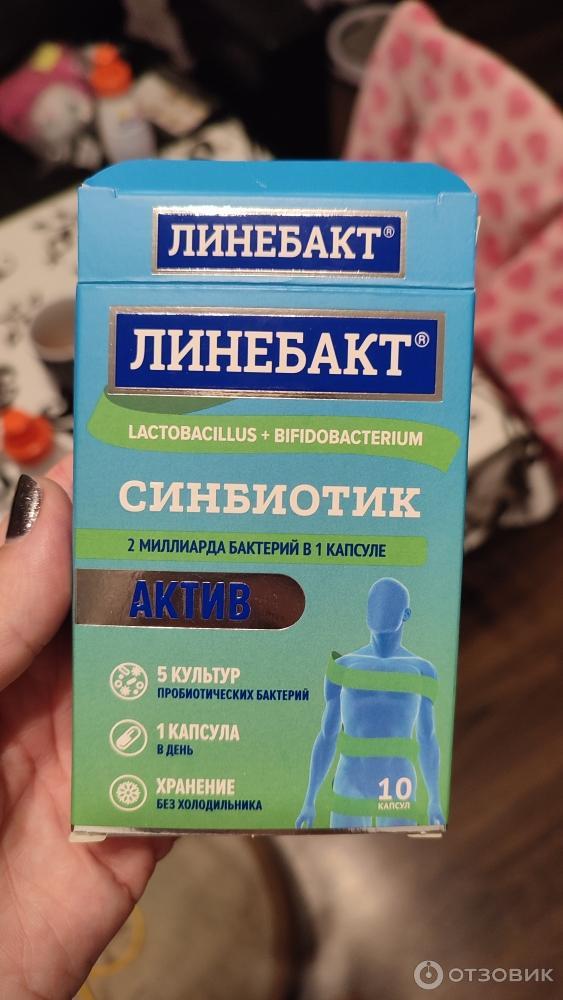 ЛИНЕБАКТ®
ЛИНЕБАКТ®
LACTOBACILLUS + BIFIDOBACTERIUM
СИНБИОТИК
2 МИЛЛИАРДА БАКТЕРИЙ В 1 КАПСУЛЕ
АКТИВ
5 КУЛЬТУР
ПРОБИОТИЧЕСКИХ БАКТЕРИЙ
1 КАПСУЛА
В ДЕНЬ
ХРАНЕНИЕ
БЕЗ ХОЛОДИЛЬНИКА
10
КАПСУЛ
ОТЗОВИК